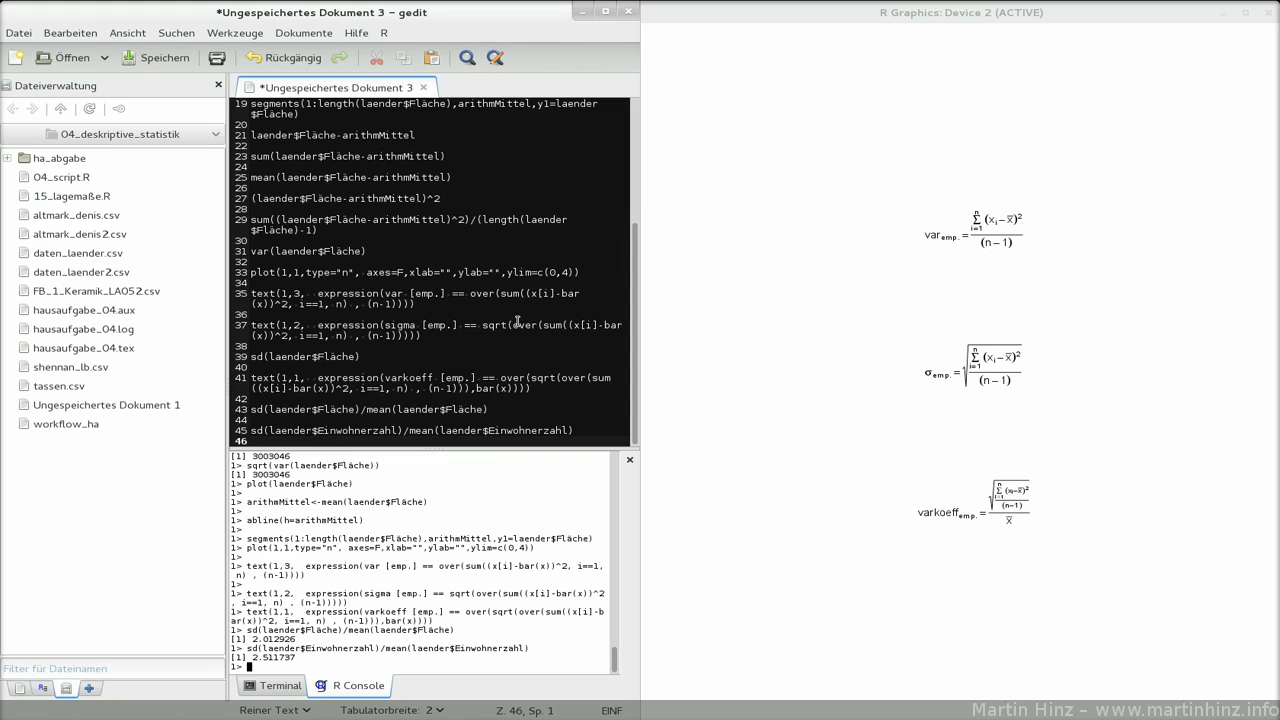 *Ungespeichertes Dokument 3 - gedit
R Graphics: Device 2 (ACTIVE)
Datei Bearbeiten Ansicht Suchen Werkzeuge Dokumente Hilfe R
Öffnen Speichern Rückgängig
Dateiverwaltung
04_deskriptive_statistik
ha_abgabe
04_script.R
15_lagemaße.R
altmark_denis.csv
altmark_denis2.csv
daten_laender.csv
daten_laender2.csv
FB_1_Keramik_LA052.csv
hausaufgabe_04.aux
hausaufgabe_04.log
hausaufgabe_04.tex
shennan_lb.csv
tassen.csv
Ungespeichertes Dokument 1
workflow_ha
Filter für Dateinamen
*Ungespeichertes Dokument 3
19 segments(1:length(laender$Fläche),arithmMittel,y1=laender
$Fläche)
20
21 laender$Fläche-arithmMittel
22
23 sum(laender$Fläche-arithmMittel)
24
25 mean(laender$Fläche-arithmMittel)
26
27 (laender$Fläche-arithmMittel)^2
28
29 sum((laender$Fläche-arithmMittel)^2)/(length(laender
$Fläche)-1)
30
31 var(laender$Fläche)
32
33 plot(1,1,type="n", axes=F,xlab="",ylab="",ylim=c(0,4))
34
35 text(1,3,  expression(var [emp.] == over(sum((x[i]-bar
(x))^2, i==1, n) , (n-1))))
36
37 text(1,2,  expression(sigma [emp.] == sqrt(over(sum((x[i]-bar
(x))^2, i==1, n) , (n-1)))))
38
39 sd(laender$Fläche)
40
41 text(1,1,  expression(varkoeff [emp.] == over(sqrt(over(sum
((x[i]-bar(x))^2, i==1, n) , (n-1))),bar(x))))
42
43 sd(laender$Fläche)/mean(laender$Fläche)
44
45 sd(laender$Einwohnerzahl)/mean(laender$Einwohnerzahl)
46
[1] 3003046
1> sqrt(var(laender$Fläche))
[1] 3003046
1> plot(laender$Fläche)
1>
1> arithmMittel<-mean(laender$Fläche)
1>
1> abline(h=arithmMittel)
1>
1> segments(1:length(laender$Fläche),arithmMittel,y1=laender$Fläche)
1> plot(1,1,type="n", axes=F,xlab="",ylab="",ylim=c(0,4))
1>
1> text(1,3,  expression(var [emp.] == over(sum((x[i]-bar(x))^2, i==1,
n) , (n-1))))
1>
1> text(1,2,  expression(sigma [emp.] == sqrt(over(sum((x[i]-bar(x))^2
, i==1, n) , (n-1)))))
1> text(1,1,  expression(varkoeff [emp.] == over(sqrt(over(sum((x[i]-b
ar(x))^2, i==1, n) , (n-1))),bar(x))))
1> sd(laender$Fläche)/mean(laender$Fläche)
[1] 2.012926
1> sd(laender$Einwohnerzahl)/mean(laender$Einwohnerzahl)
[1] 2.511737
1>
Terminal R Console
Reiner Text Tabulatorbreite: 2 Z. 46, Sp. 1 EINF
n
∑ (xᵢ − x̅)²
i=1
var emp. =
(n − 1)
n
∑ (xᵢ − x̅)²
i=1
σ emp. = √
(n − 1)
n
∑ (xᵢ−x̅)²
i=1
√
(n−1)
varkoeff emp. =
x̅
Martin Hinz - www.martinhinz.info